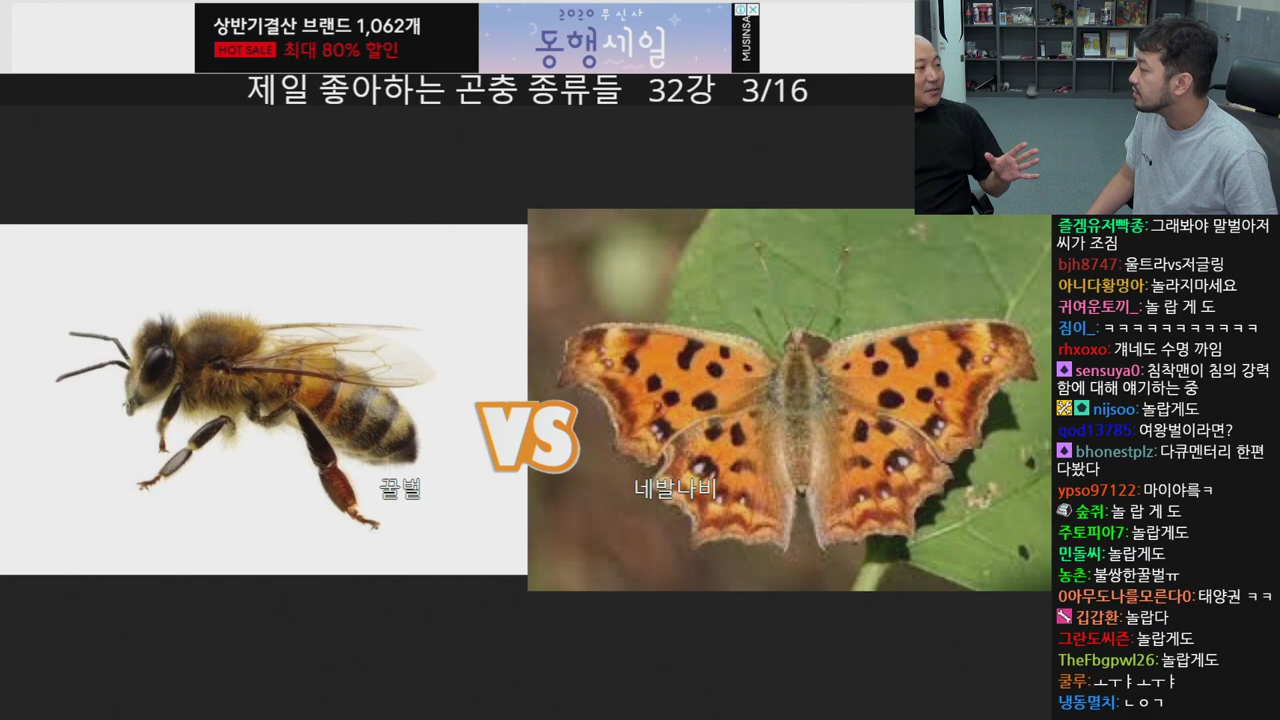 상반기결산 브랜드 1,062개
HOT SALE 최대 80% 할인
2020 무신사
동행세일
MUSINSA
제일 좋아하는 곤충 종류들 32강 3/16
꿀벌
VS
네발나비
즐겜유저빡종: 그래봐야 말벌아저
씨가 조짐
bjh8747: 울트라vs저글링
아니다황멍아: 놀라지마세요
귀여운토끼_: 놀 랍 게 도
짐이_: ㅋㅋㅋㅋㅋㅋㅋㅋㅋㅋㅋ
rhxoxo: 걔네도 수명 까임
sensuya0: 침착맨이 침의 강력
함에 대해 얘기하는 중
nijsoo: 놀랍게도
qod13785: 여왕벌이라면?
bhonestplz: 다큐멘터리 한편
다봤다
ypso97122: 마이야릌ㅋ
숲쥐: 놀 랍 게 도
주토피아7: 놀랍게도
민돌씨: 놀랍게도
농촌: 불쌍한꿀벌ㅠ
0아무도나를모른다0: 태양권 ㅋㅋ
김갑환: 놀랍다
그란도씨즌: 놀랍게도
TheFbgpwl26: 놀랍게도
쿨루: ㅗㅜㅑㅗㅜㅑ
냉동멸치: ㄴㅇㄱ